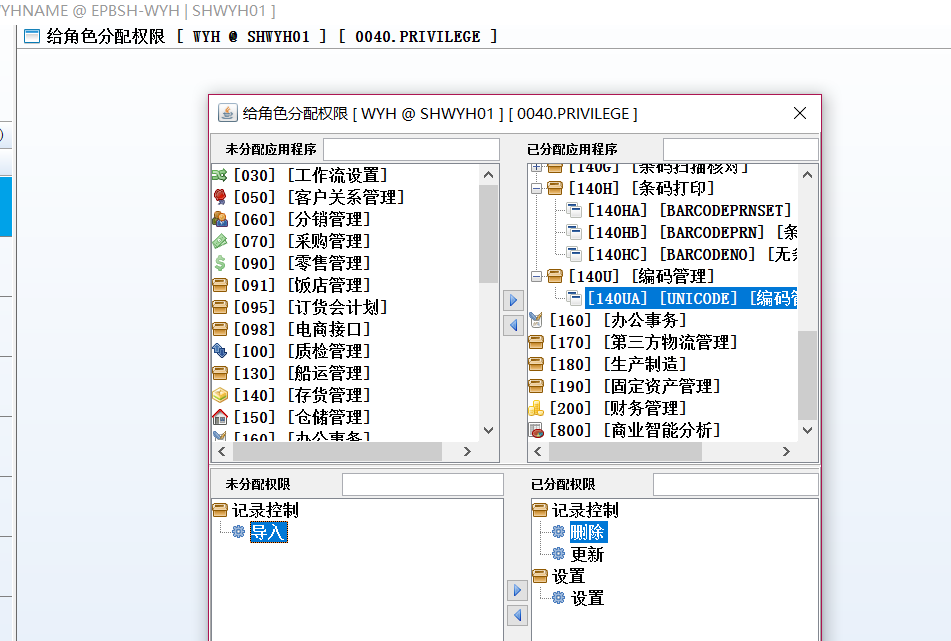 YHNAME @ EPBSH-WYH | SHWYH01 ]
给角色分配权限 [ WYH @ SHWYH01 ] [ 0040.PRIVILEGE ]
给角色分配权限 [ WYH @ SHWYH01 ] [ 0040.PRIVILEGE ]
未分配应用程序
[030] [工作流设置]
[050] [客户关系管理]
[060] [分销管理]
[070] [采购管理]
[090] [零售管理]
[091] [饭店管理]
[095] [订货会计划]
[098] [电商接口]
[100] [质检管理]
[130] [船运管理]
[140] [存货管理]
[150] [仓储管理]
[160] [办公事务]
已分配应用程序
[140G] [条码扫描核对]
[140H] [条码打印]
[140HA] [BARCODEPRNSET]
[140HB] [BARCODEPRN] [条
[140HC] [BARCODENO] [无条
[140U] [编码管理]
[140UA] [UNICODE] [编码管
[160] [办公事务]
[170] [第三方物流管理]
[180] [生产制造]
[190] [固定资产管理]
[200] [财务管理]
[800] [商业智能分析]
未分配权限
记录控制
导入
已分配权限
记录控制
删除
更新
设置
设置